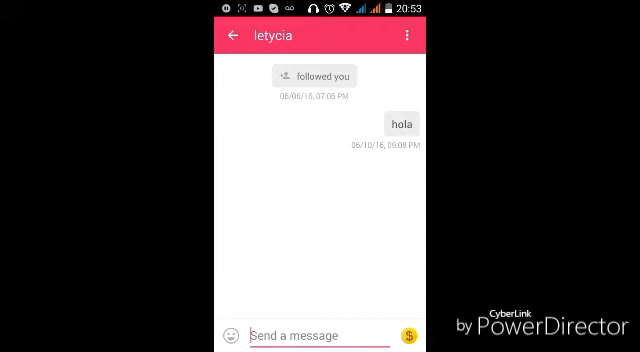 20:53
letycia
followed you
06/06/16, 07:06 PM
hola
06/10/16, 09:08 PM
Send a message
$
CyberLink
by PowerDirector